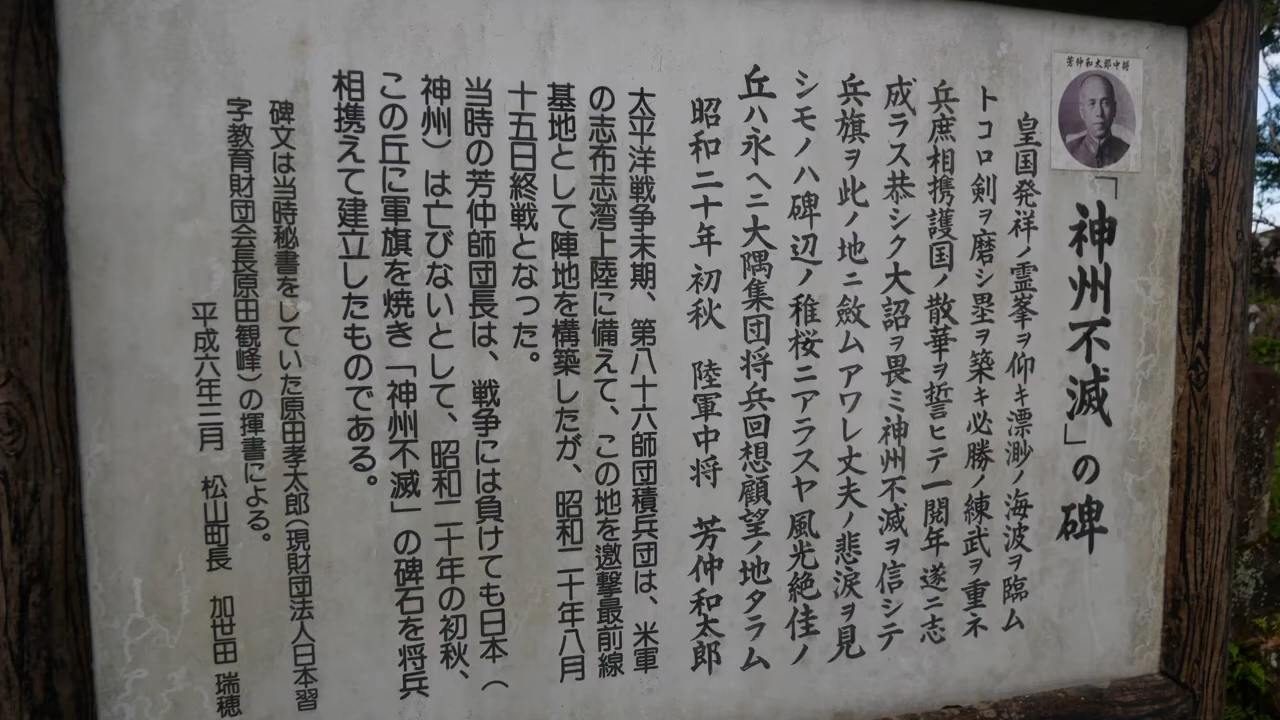 芳仲和太郎中将
「神州不滅」の碑
皇国発祥ノ霊峯ヲ仰キ漂渺ノ海波ヲ臨ム
トコロ剣ヲ磨シ塁ヲ築キ必勝ノ練武ヲ重ネ
兵庶相携護国ノ散華ヲ誓ヒテ一閲年遂ニ志
成ラス恭シク大詔ヲ畏ミ神州不滅ヲ信シテ
兵旗ヲ此ノ地ニ斂ムアワレ丈夫ノ悲涙ヲ見
シモノハ碑辺ノ稚桜ニアラスヤ風光絶佳ノ
丘ハ永ヘニ大隅集団将兵回想顧望ノ地タラム
昭和二十年初秋 陸軍中将 芳仲和太郎
太平洋戦争末期、第八十六師団積兵団は、米軍
の志布志湾上陸に備えて、この地を邀撃最前線
基地として陣地を構築したが、昭和二十年八月
十五日終戦となった。
当時の芳仲師団長は、戦争には負けても日本（
神州）は亡びないとして、昭和二十年の初秋、
この丘に軍旗を焼き「神州不滅」の碑石を将兵
相携えて建立したものである。
碑文は当時秘書をしていた原田孝太郎（現財団法人日本習
字教育財団会長原田観峰）の揮書による。
平成六年三月 松山町長 加世田 瑞穂